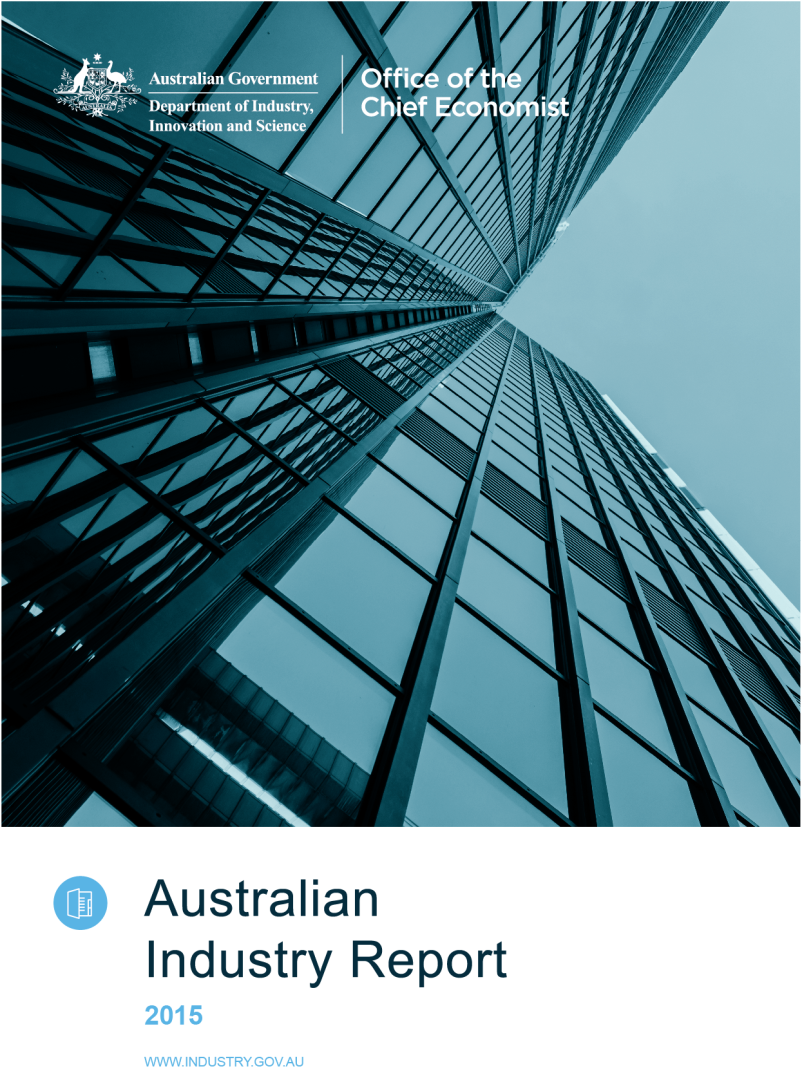 Australian Government
Department of Industry,
Innovation and Science
Office of the
Chief Economist
Australian
Industry Report
2015
WWW.INDUSTRY.GOV.AU